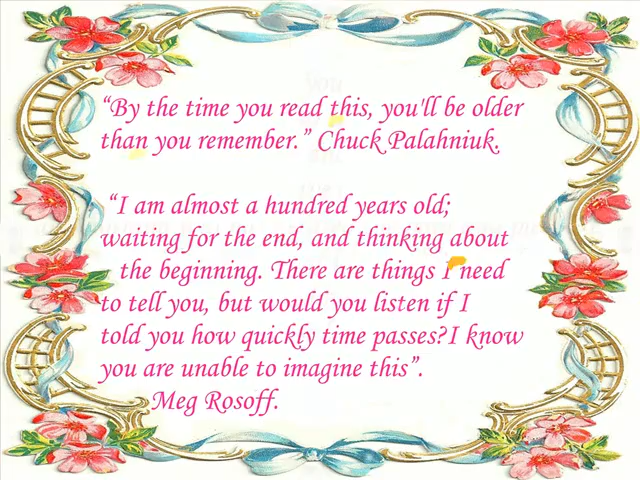 “By the time you read this, you'll be older
than you remember.” Chuck Palahniuk.
“I am almost a hundred years old;
waiting for the end, and thinking about
the beginning. There are things I need
to tell you, but would you listen if I
told you how quickly time passes?I know
you are unable to imagine this”.
Meg Rosoff.